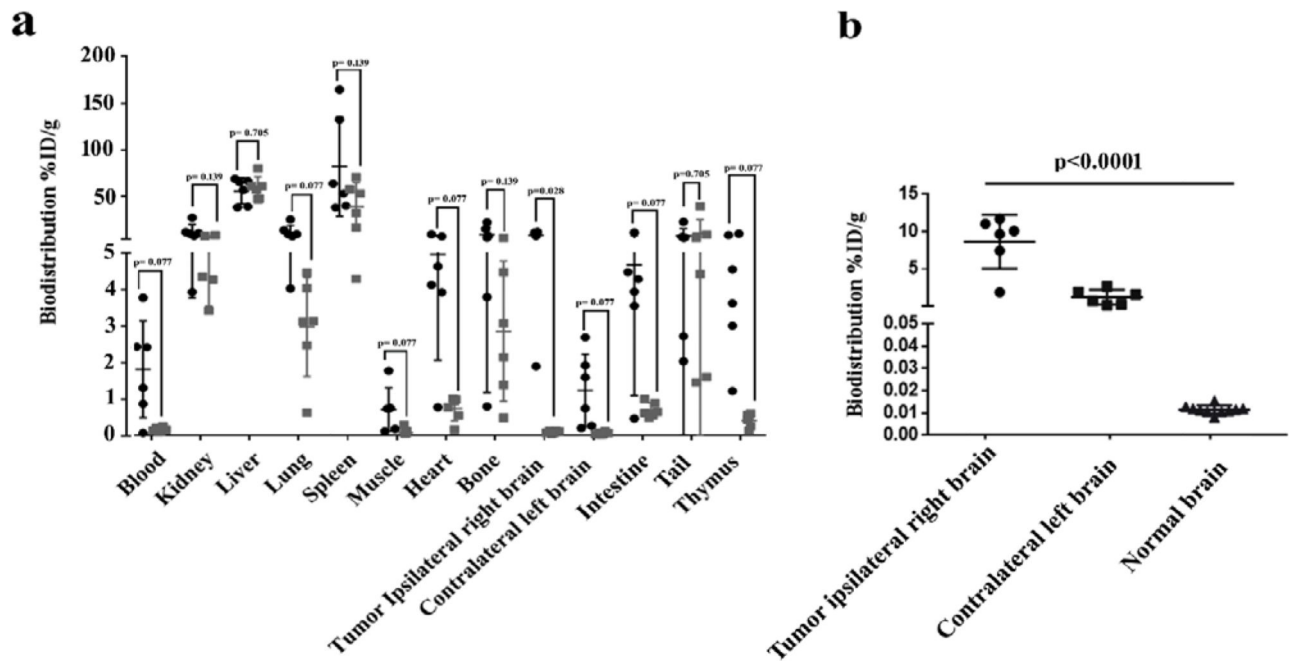 a
Biodistribution %ID/g
200
150
100
50
5
4
3
2
1
0
p= 0.077
p= 0.139
p= 0.705
p= 0.077
p= 0.139
p= 0.077
p= 0.077
p= 0.139
p=0.028
p= 0.077
p= 0.077
p=0.705
p= 0.077
Blood
Kidney
Liver
Lung
Spleen
Muscle
Heart
Bone
Tumor Ipsilateral right brain
Contralateral left brain
Intestine
Tail
Thymus
b
Biodistribution %ID/g
p<0.0001
15
10
5
0.05
0.04
0.03
0.02
0.01
0.00
Tumor ipsilateral right brain
Contralateral left brain
Normal brain